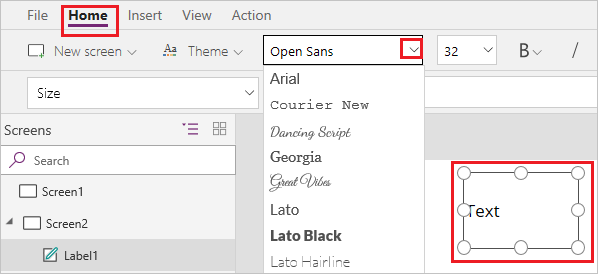 File Home Insert View Action
New screen Aa Theme Open Sans 32 B /
Size
Arial
Courier New
Screens
Dancing Script
Search
Georgia
Great Vibes
Screen1
Lato
Text
Screen2
Lato Black
Label1
Lato Hairline